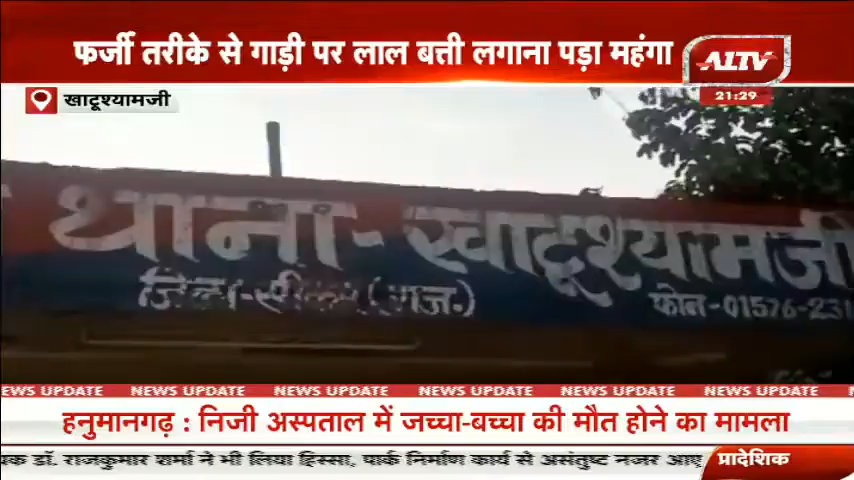 फर्जी तरीके से गाड़ी पर लाल बत्ती लगाना पड़ा महंगा
ALTV
21:29
खाटूश्यामजी
थाना-खाटूश्यामजी
जिला-सीकर (राज.)
फोन-01576-231
NEWS UPDATE NEWS UPDATE NEWS UPDATE NEWS UPDATE NEWS UPDATE NEWS UPDATE
हनुमानगढ़ : निजी अस्पताल में जच्चा-बच्चा की मौत होने का मामला
डॉ. राजकुमार शर्मा ने भी लिया हिस्सा, पार्क निर्माण कार्य से असंतुष्ट नजर आए
प्रादेशिक